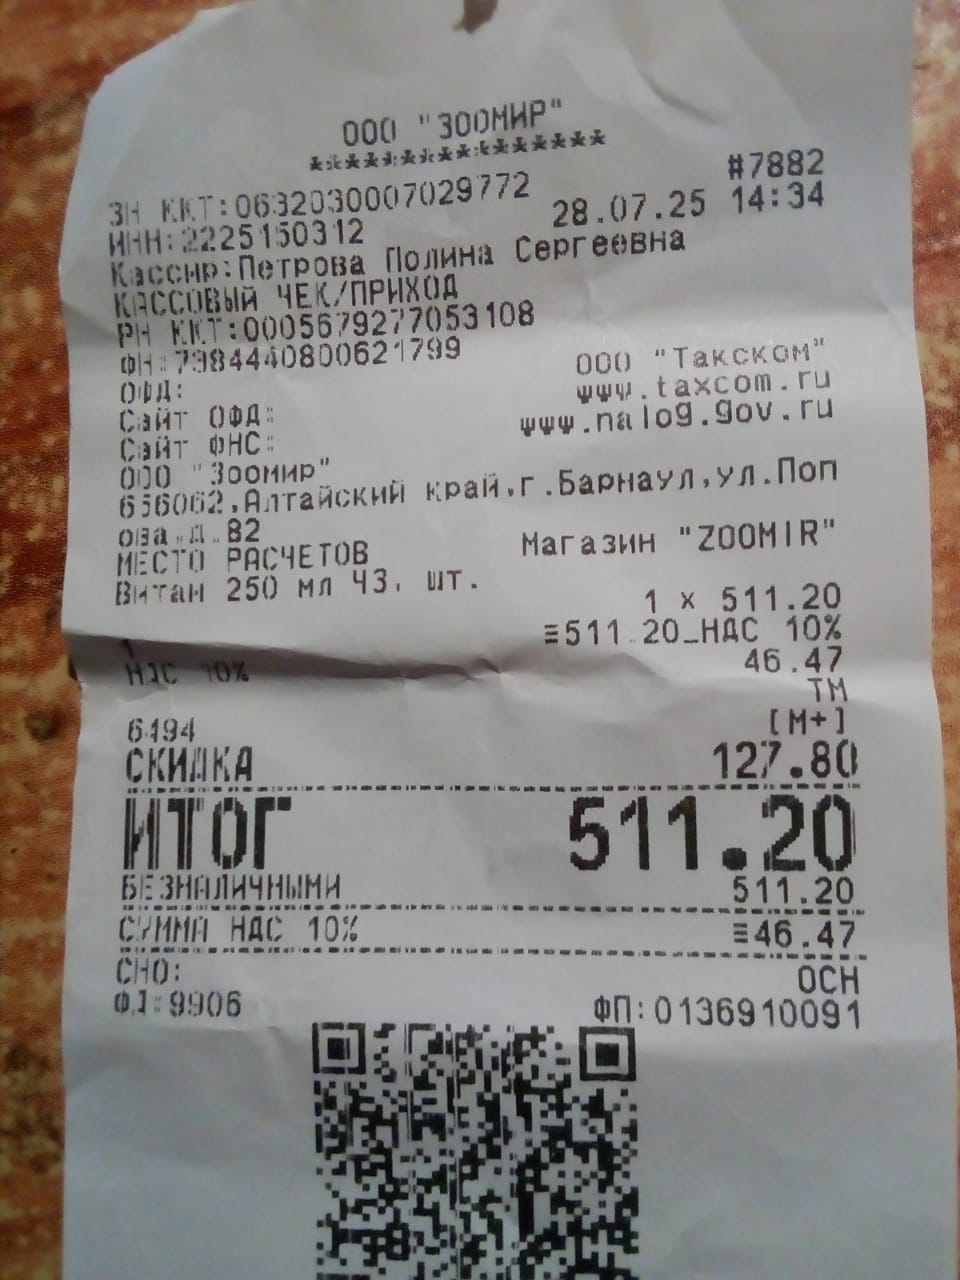 ООО "ЗООМИР"
****************
#7882
ЗН ККТ:0632030007029772
28.07.25 14:34
ИНН:2225150312
Кассир:Петрова Полина Сергеевна
КАССОВЫЙ ЧЕК/ПРИХОД
РН ККТ:0005679277053108
ФН:7384440800621799
ОФД: ООО "Такском"
Сайт ОФД: www.taxcom.ru
Сайт ФНС: www.nalog.gov.ru
ООО "Зоомир"
656062,Алтайский край,г.Барнаул,ул.Поп
ова,д.82
МЕСТО РАСЧЕТОВ Магазин "ZOOMIR"
Витан 250 мл ЧЗ, шт.
1 x 511.20
1 ≡511.20_НДС 10%
НДС 10% 46.47
ТМ
6494 [M+]
СКИДКА 127.80
ИТОГ 511.20
БЕЗНАЛИЧНЫМИ 511.20
СУММА НДС 10% ≡46.47
СНО: ОСН
ФД:9906 ФП:0136910091